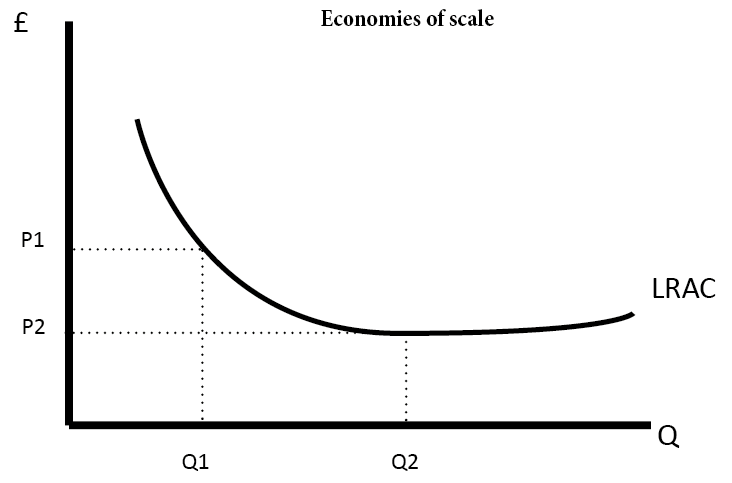 Economies of scale
£
P1
P2
LRAC
Q
Q1
Q2